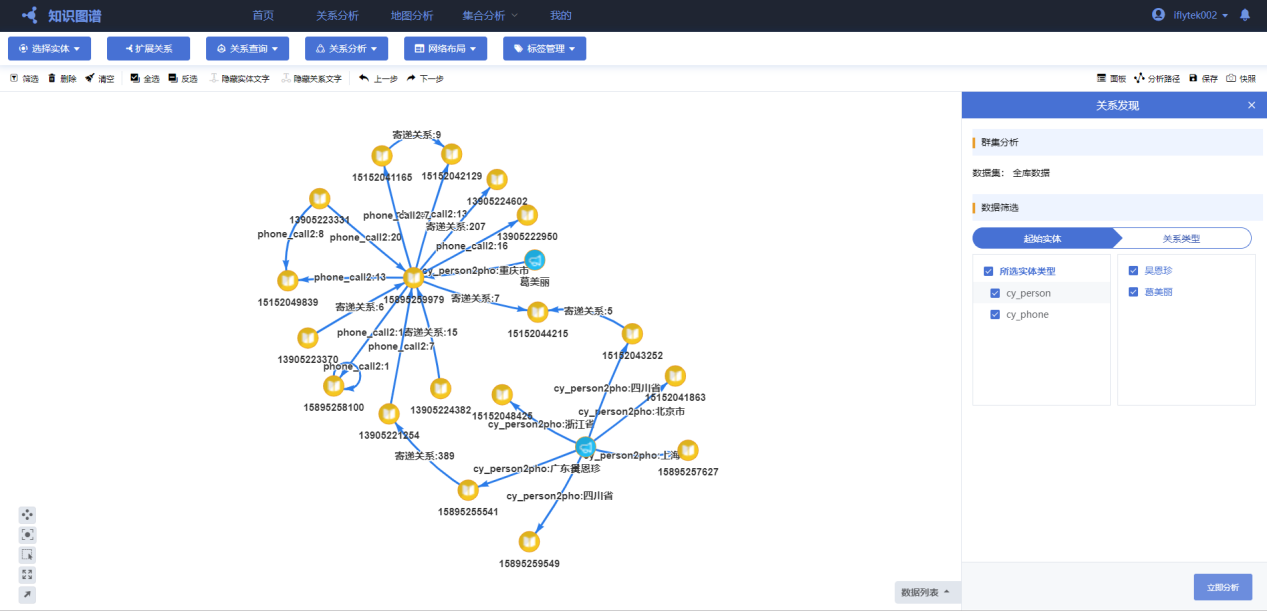 知识图谱
首页
关系分析
地图分析
集合分析
我的
iflytek002
选择实体
扩展关系
关系查询
关系分析
网络布局
标签管理
筛选
删除
清空
全选
反选
隐藏实体文字
隐藏关系文字
上一步
下一步
面板
分析路径
保存
快照
关系发现
群集分析
数据集: 全库数据
数据筛选
起始实体
关系类型
所选实体类型
cy_person
cy_phone
吴恩珍
葛美丽
立即分析
数据列表
寄递关系:9
15152041165
15152042129
13905224602
13905223331
phone_call2:7
phone_call2:13
寄递关系:207
13905222950
phone_call2:8
phone_call2:20
phone_call2:16
cy_person2pho:重庆市
葛美丽
phone_call2:13
15152049839
15895259979
寄递关系:7
寄递关系:6
寄递关系:5
15152044215
寄递关系:15
phone_call2:7
13905223370
phone_call2:1
15152043252
15895258100
13905224382
cy_person2pho:四川省
15152041863
15152048426
cy_person2pho:北京市
cy_person2pho:浙江省
13905221254
寄递关系:389
cy_person2pho:上海
15895257627
cy_person2pho:广东
吴恩珍
15895255541
cy_person2pho:四川省
15895259549